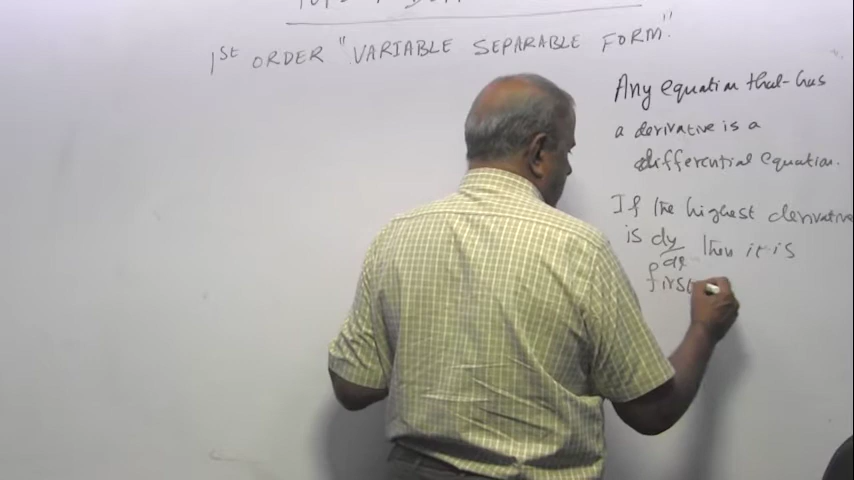 1ST ORDER "VARIABLE SEPARABLE FORM"
Any equation that has
a derivative is a
differential equation.
If the highest derivative
is dy/dx then it is
first